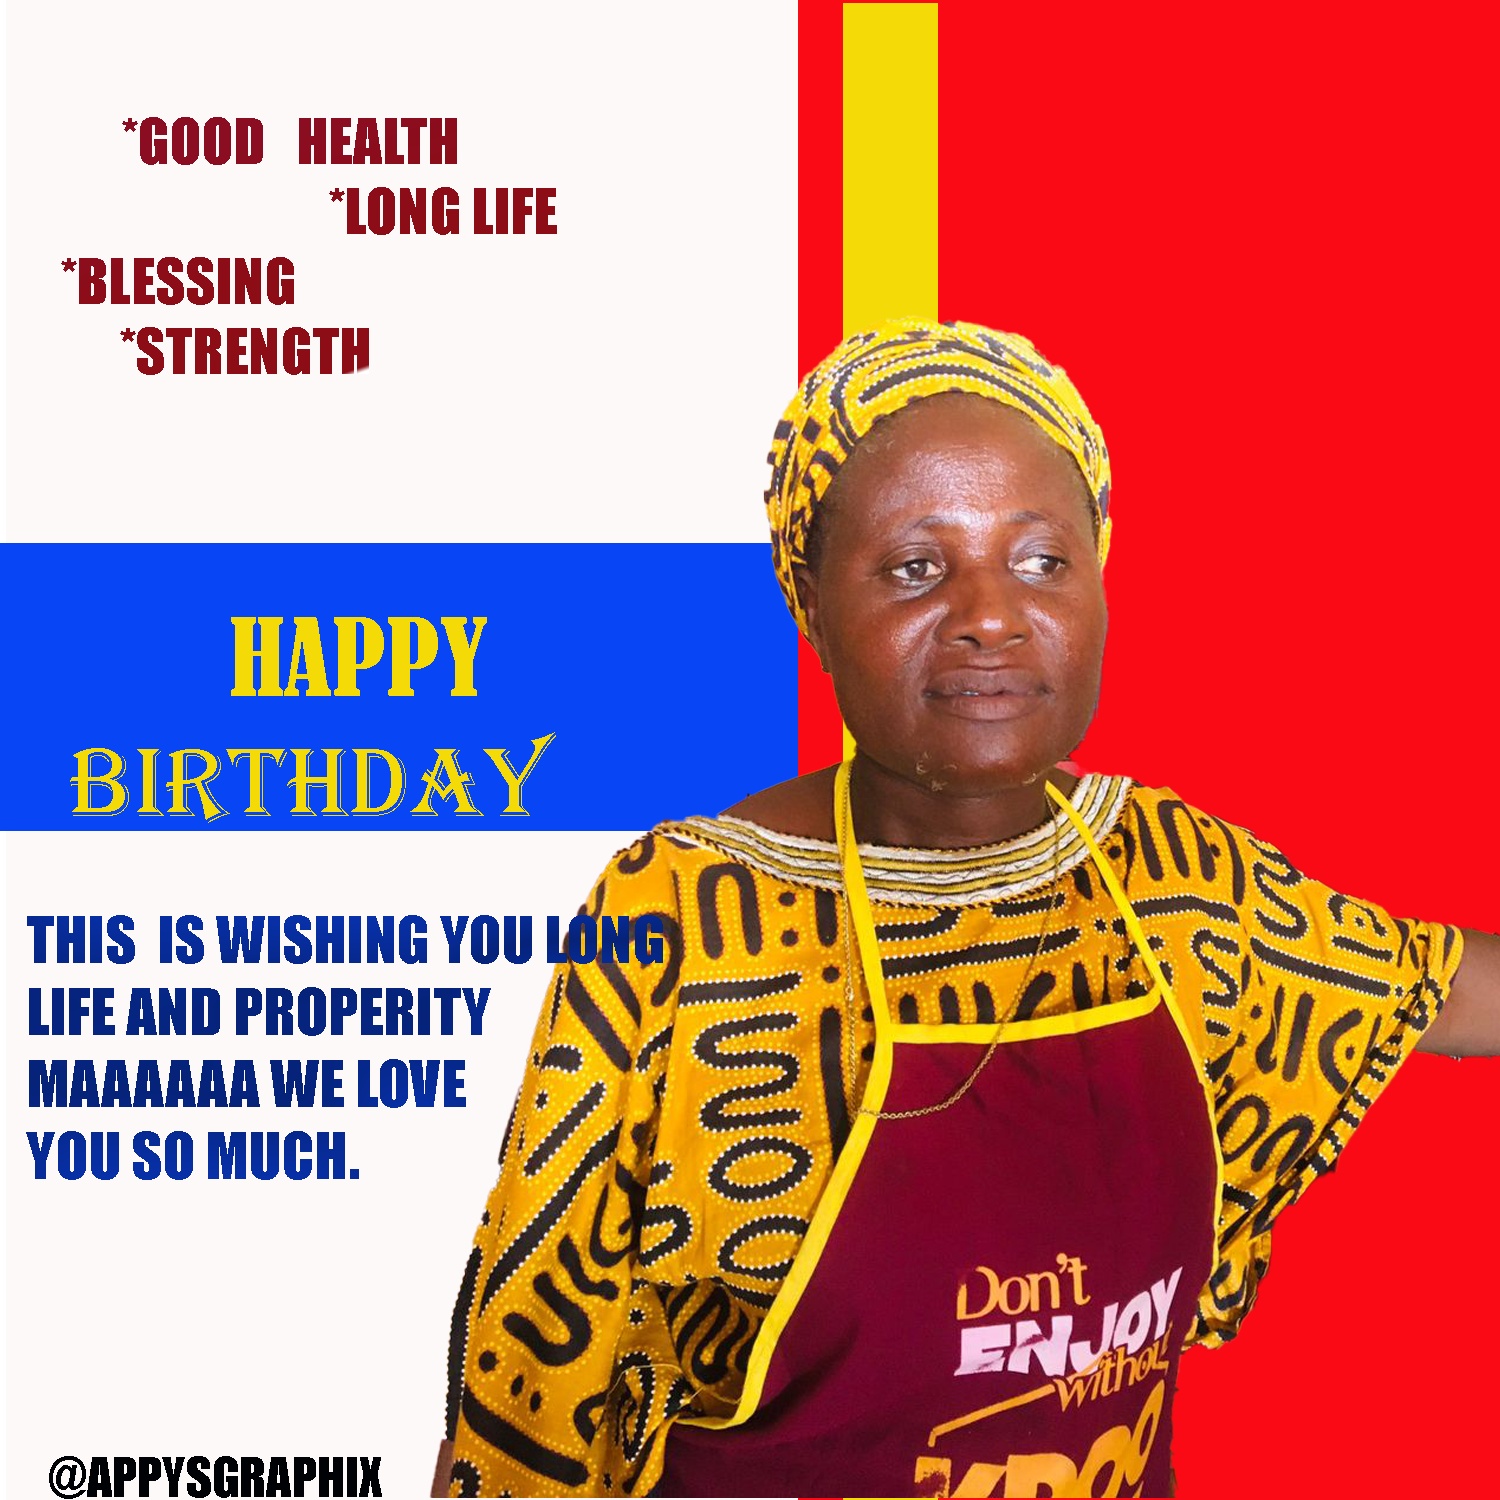 *GOOD HEALTH
*LONG LIFE
*BLESSING
*STRENGTH
HAPPY
BIRTHDAY
THIS IS WISHING YOU LONG
LIFE AND PROPERITY
MAAAAAA WE LOVE
YOU SO MUCH.
Don't
ENJOY
without
@APPYSGRAPHIX